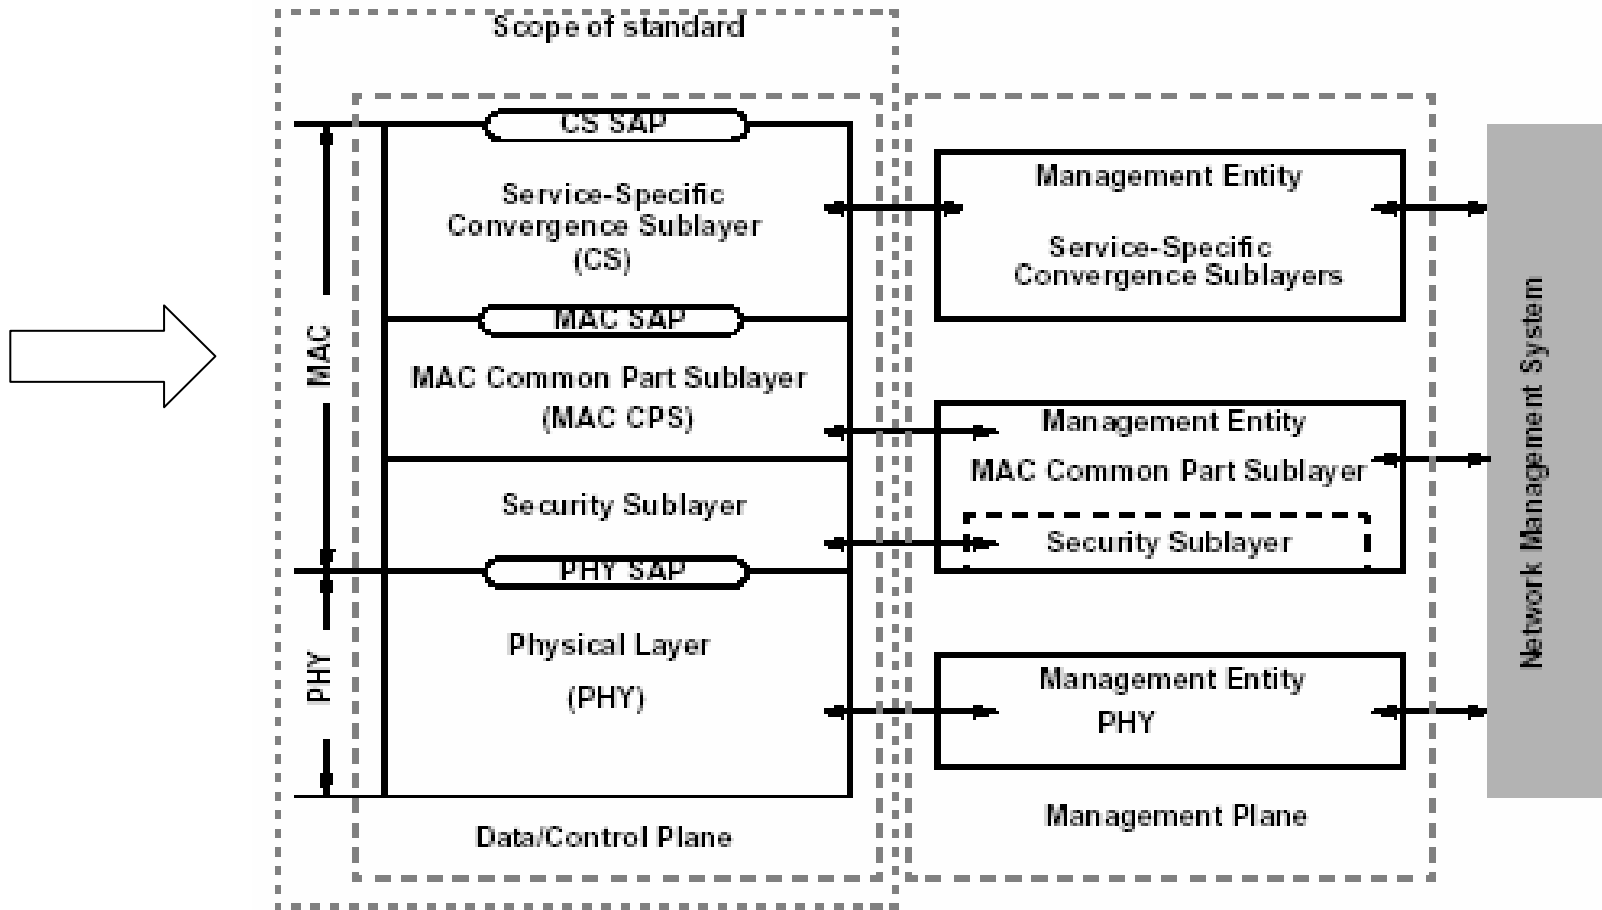 Scope of standard
CS SAP
Service-Specific
Convergence Sublayer
(CS)
MAC SAP
MAC Common Part Sublayer
(MAC CPS)
Security Sublayer
PHY SAP
Physical Layer
(PHY)
Data/Control Plane
MAC
PHY
Management Entity
Service-Specific
Convergence Sublayers
Management Entity
MAC Common Part Sublayer
Security Sublayer
Management Entity
PHY
Management Plane
Network Management System